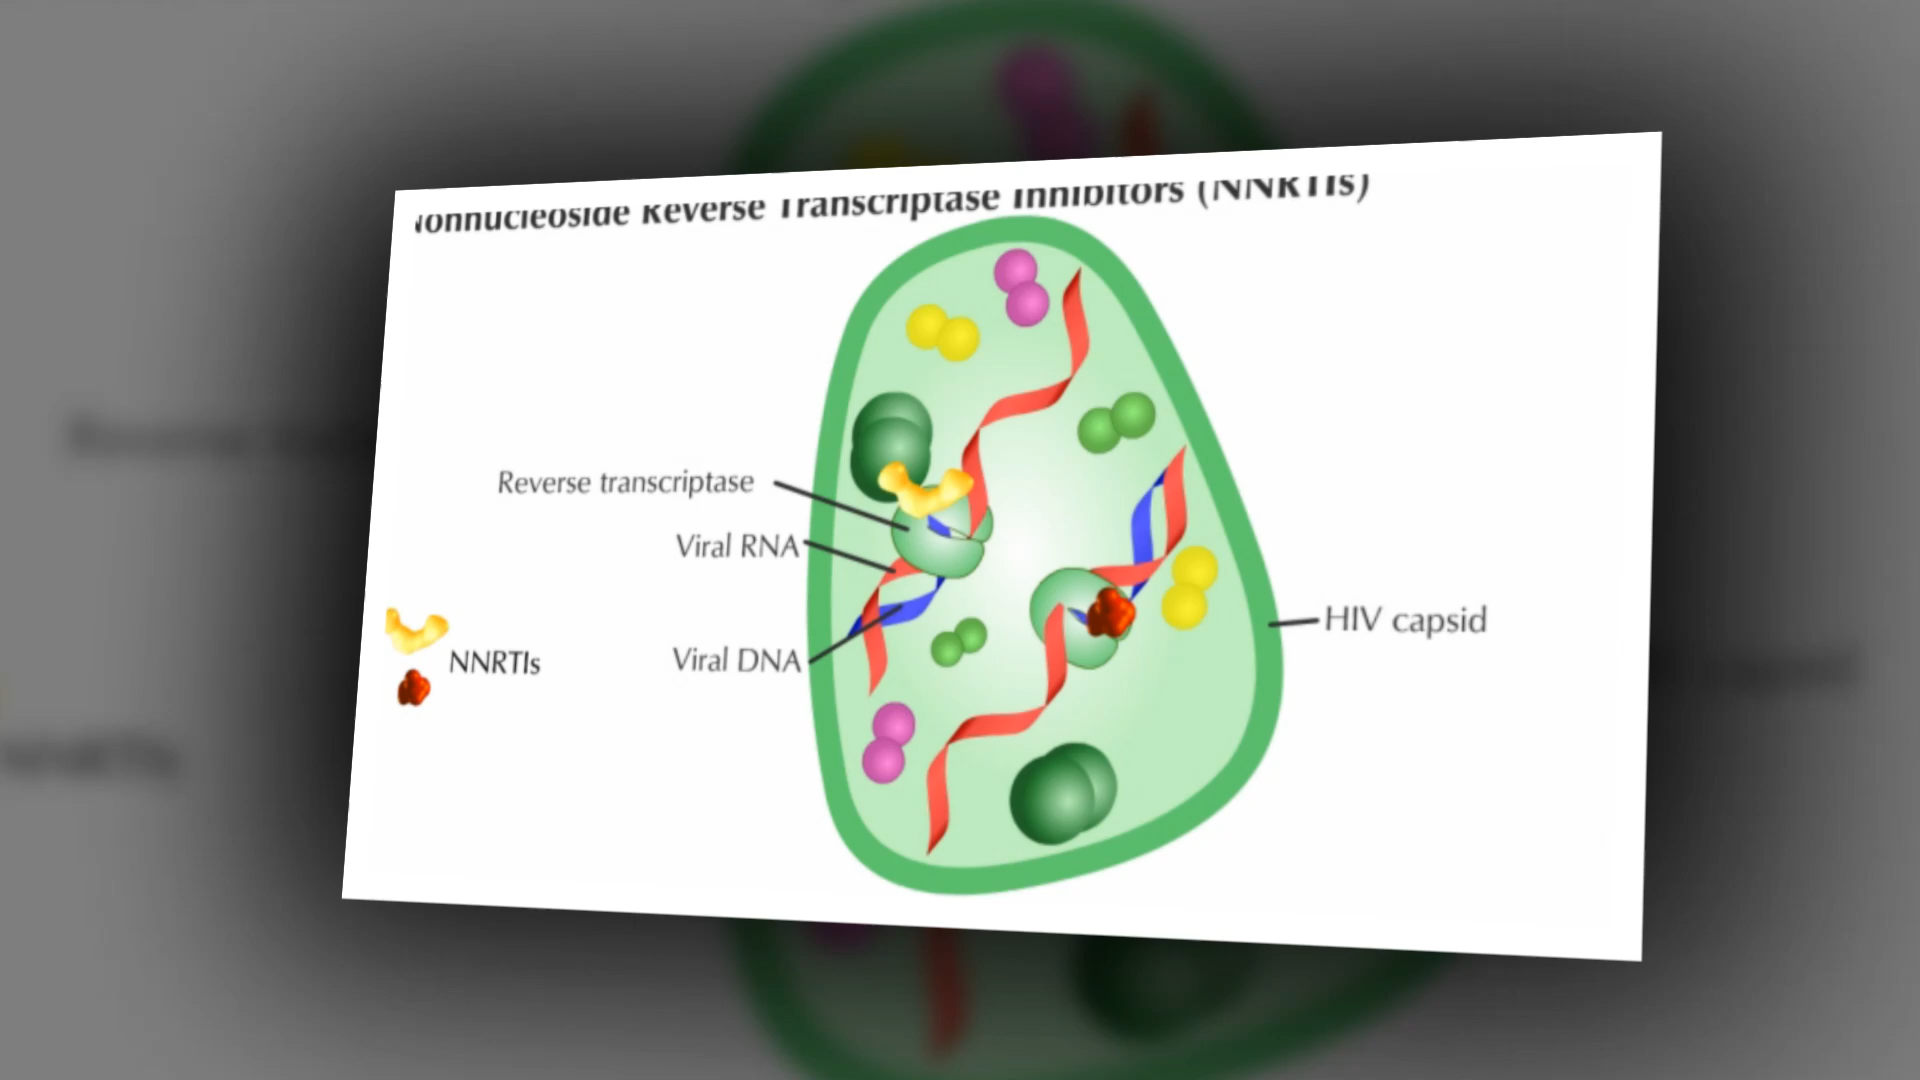 Nonnucleoside Reverse Transcriptase Inhibitors (NNRTIs)
Reverse transcriptase
Viral RNA
HIV capsid
NNRTIs
Viral DNA